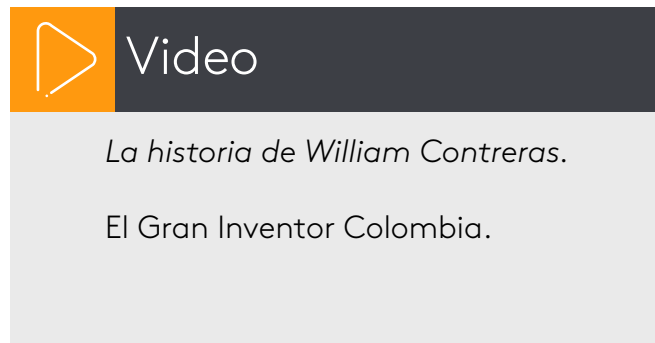 Video
La historia de William Contreras.
El Gran Inventor Colombia.